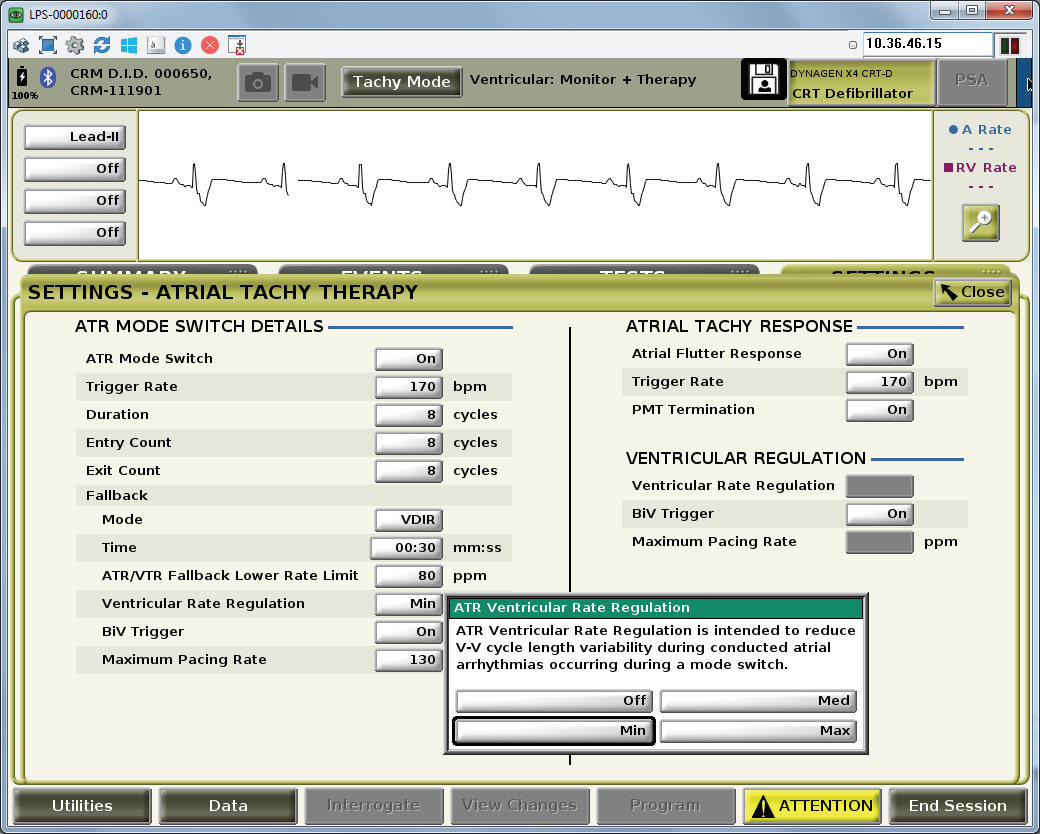 LPS-0000160:0
a
10.36.46.15
100%
CRM D.I.D. 000650,
CRM-111901
Tachy Mode
Ventricular: Monitor + Therapy
DYNAGEN X4 CRT-D
CRT Defibrillator
PSA
Lead-II
Off
Off
Off
A Rate
- - -
RV Rate
- - -
SUMMARY
EVENTS
TESTS
SETTINGS
SETTINGS - ATRIAL TACHY THERAPY
Close
ATR MODE SWITCH DETAILS
ATR Mode Switch On
Trigger Rate 170 bpm
Duration 8 cycles
Entry Count 8 cycles
Exit Count 8 cycles
Fallback
Mode VDIR
Time 00:30 mm:ss
ATR/VTR Fallback Lower Rate Limit 80 ppm
Ventricular Rate Regulation Min
BiV Trigger On
Maximum Pacing Rate 130
ATRIAL TACHY RESPONSE
Atrial Flutter Response On
Trigger Rate 170 bpm
PMT Termination On
VENTRICULAR REGULATION
Ventricular Rate Regulation
BiV Trigger On
Maximum Pacing Rate ppm
ATR Ventricular Rate Regulation
ATR Ventricular Rate Regulation is intended to reduce
V-V cycle length variability during conducted atrial
arrhythmias occurring during a mode switch.
Off Med
Min Max
Utilities
Data
Interrogate
View Changes
Program
ATTENTION
End Session